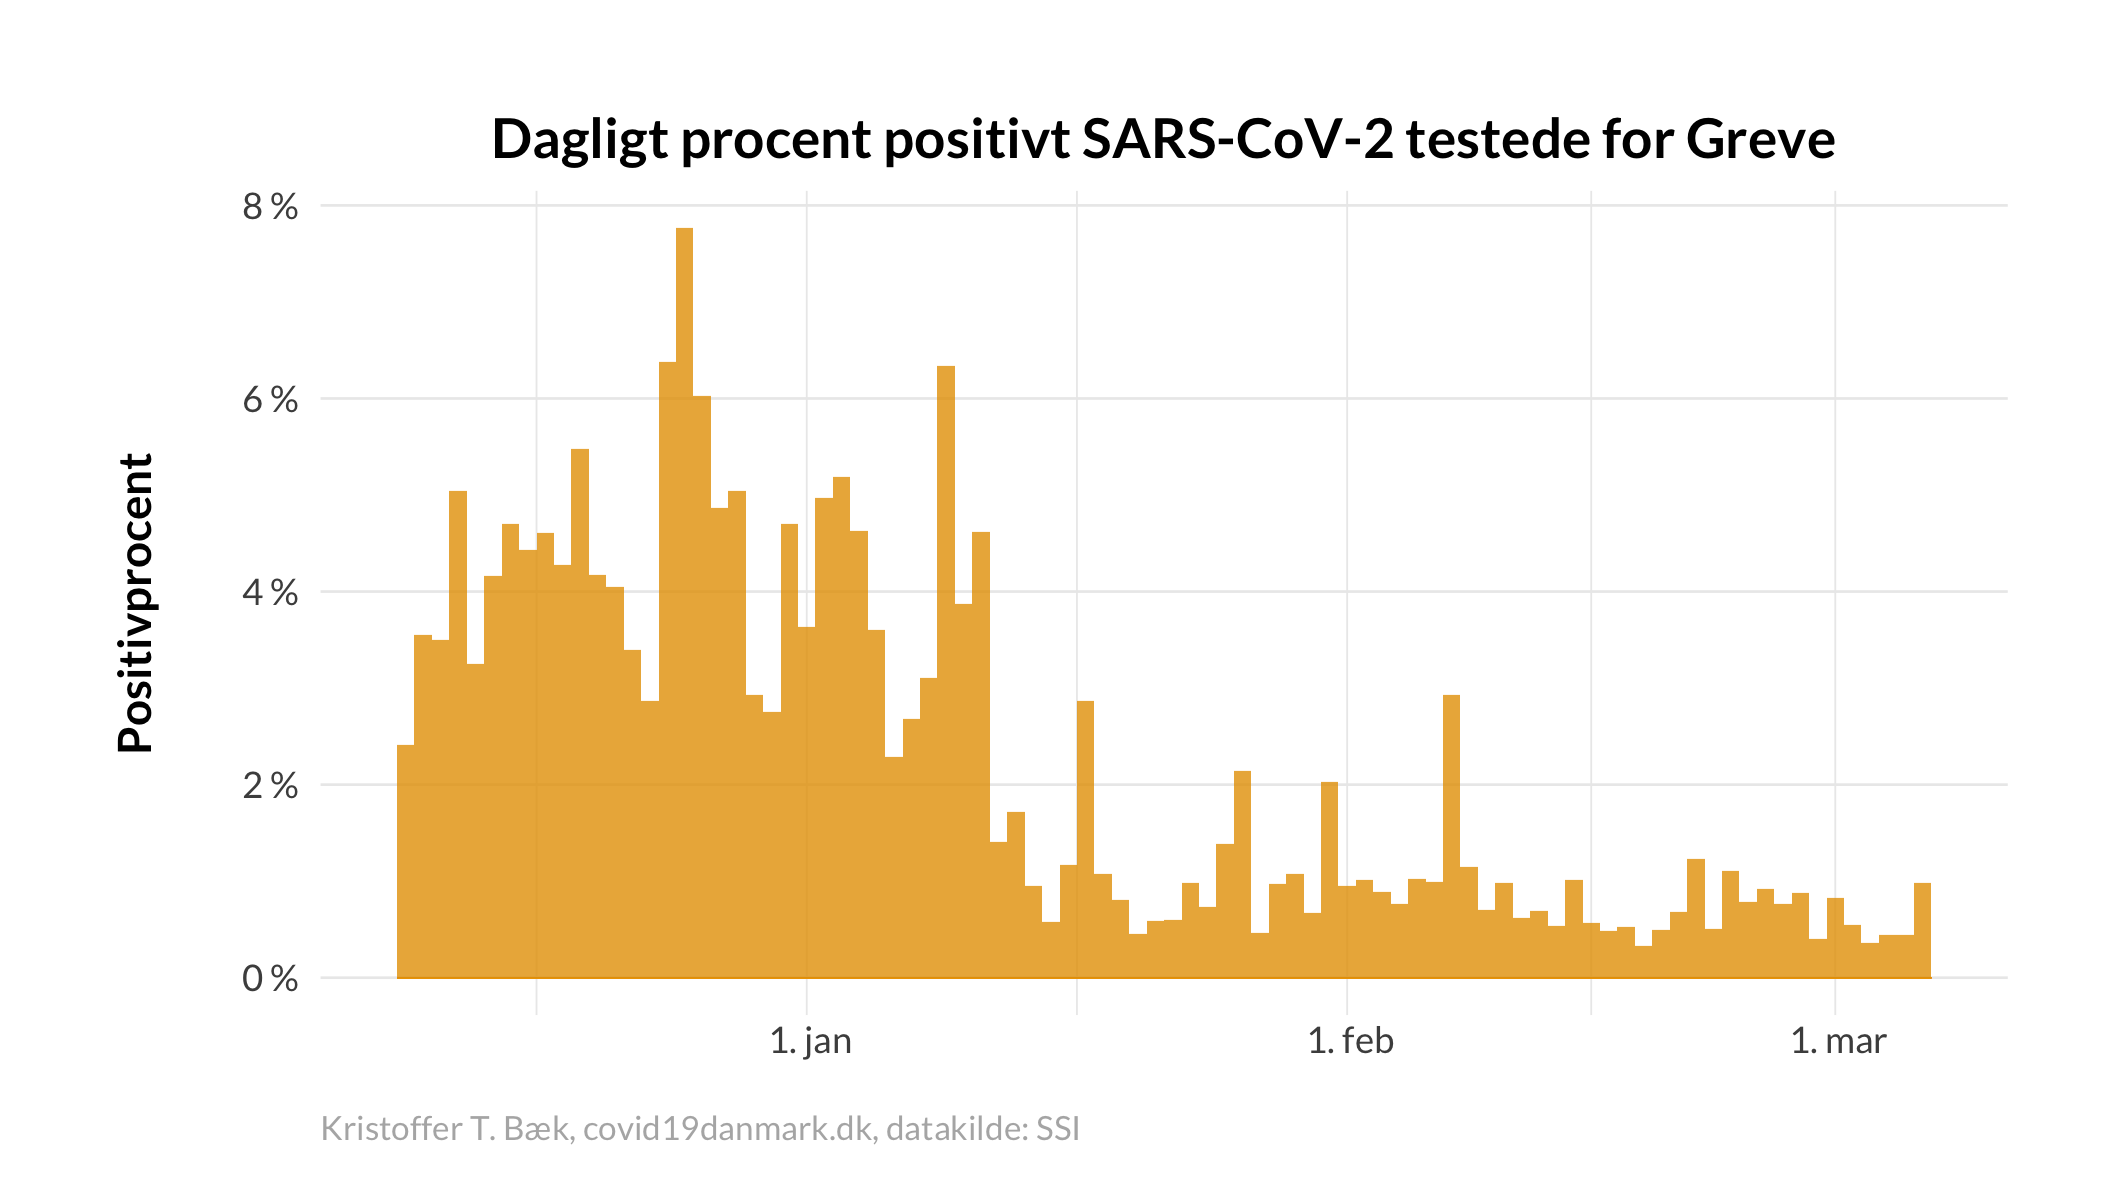 Dagligt procent positivt SARS-CoV-2 testede for Greve
Positivprocent
8 %
6 %
4 %
2 %
0 %
1. jan
1. feb
1. mar
Kristoffer T. Bæk, covid19danmark.dk, datakilde: SSI